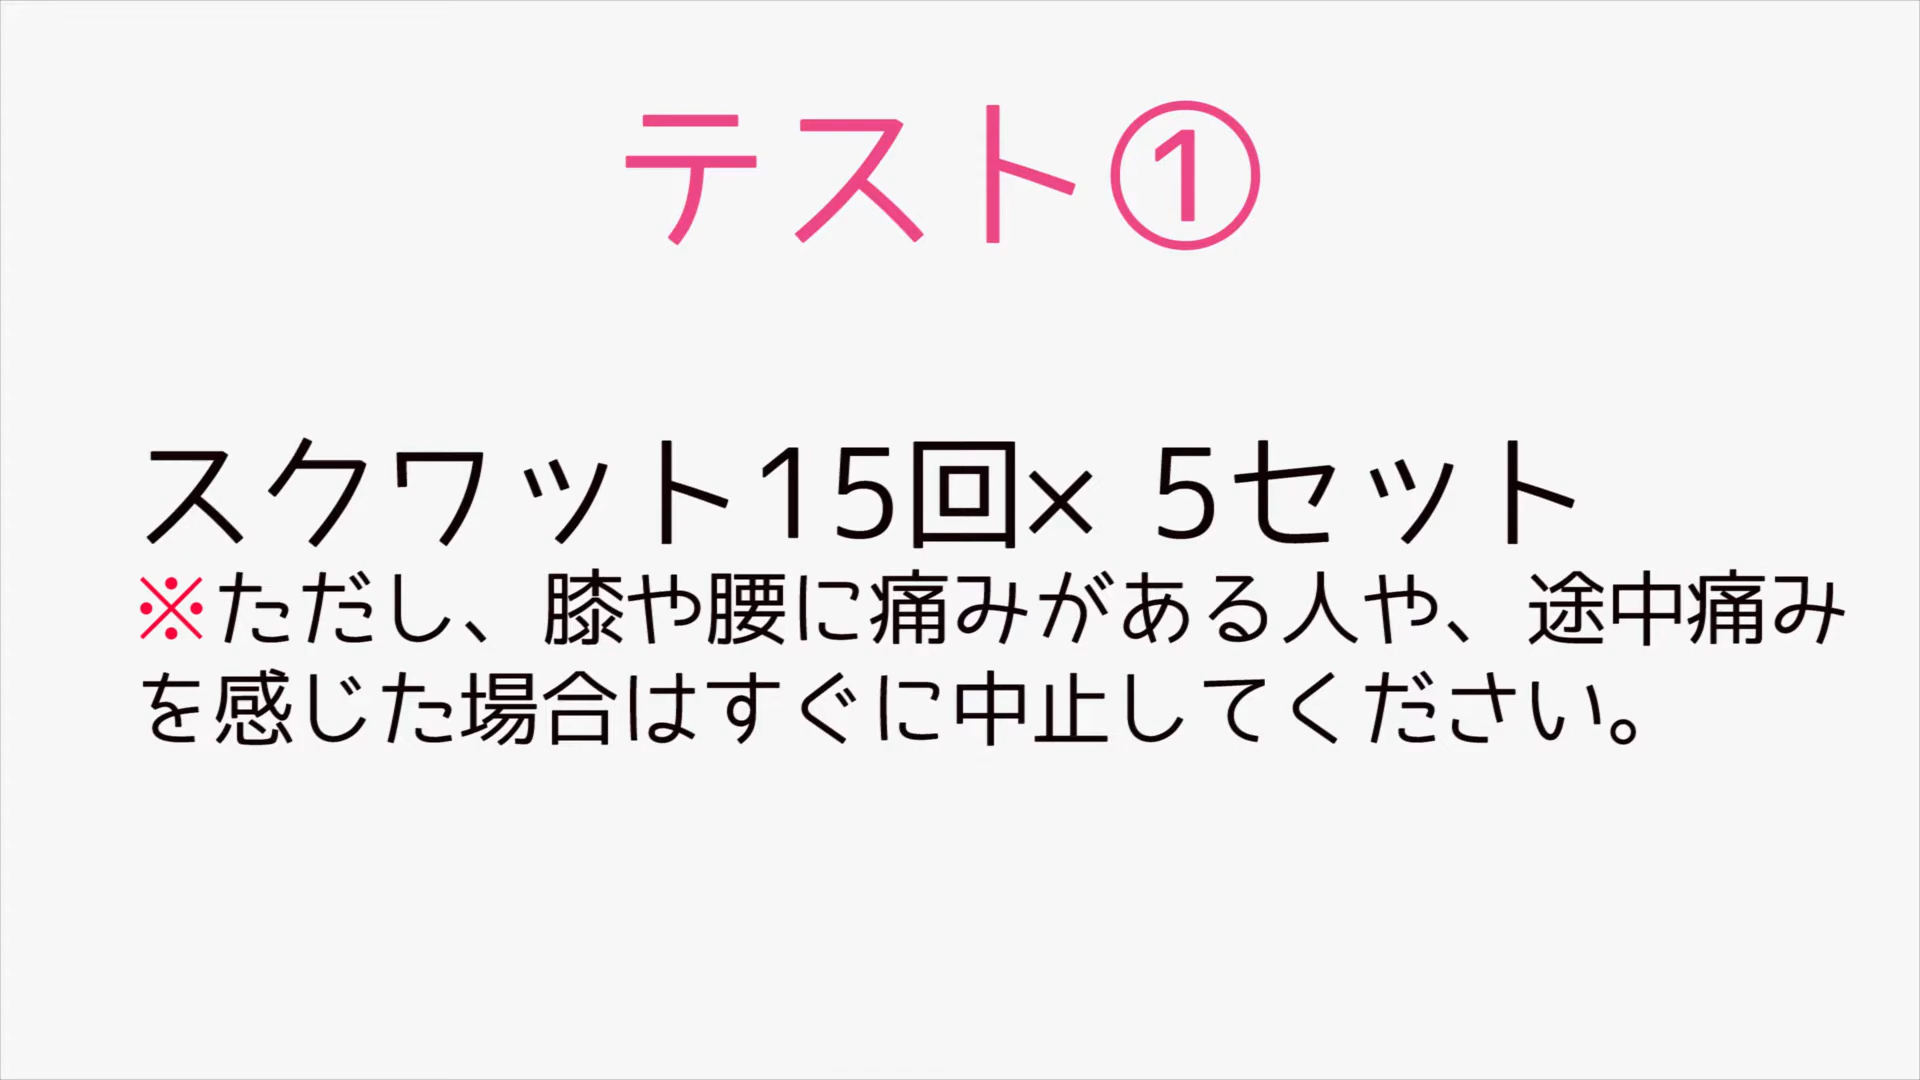 テスト①
スクワット15回× 5セット
※ただし、膝や腰に痛みがある人や、途中痛み
を感じた場合はすぐに中止してください。